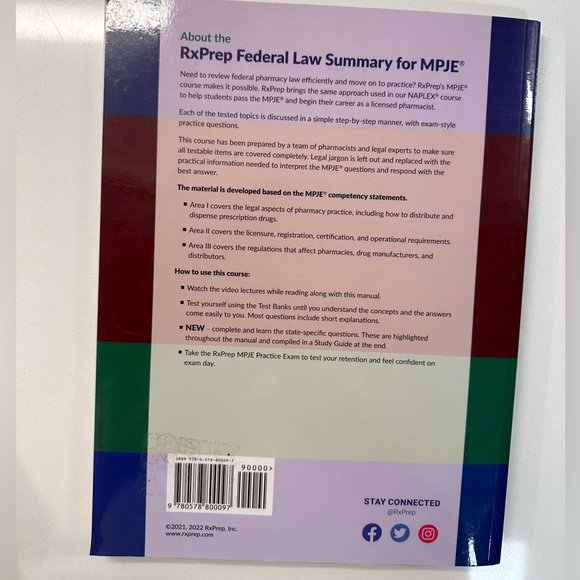 About the
RxPrep Federal Law Summary for MPJE®
Need to review federal pharmacy law efficiently and move on to practice? RxPrep's MPJE®
course makes it possible. RxPrep brings the same approach used in our NAPLEX® course
to help students pass the MPJE® and begin their career as a licensed pharmacist.
Each of the tested topics is discussed in a simple step-by-step manner, with exam-style
practice questions.
This course has been prepared by a team of pharmacists and legal experts to make sure
all testable items are covered completely. Legal jargon is left out and replaced with the
practical information needed to interpret the MPJE® questions and respond with the
best answer.
The material is developed based on the MPJE® competency statements.
▪ Area I covers the legal aspects of pharmacy practice, including how to distribute and
dispense prescription drugs.
▪ Area II covers the licensure, registration, certification, and operational requirements.
▪ Area III covers the regulations that affect pharmacies, drug manufacturers, and
distributors.
How to use this course:
▪ Watch the video lectures while reading along with this manual.
▪ Test yourself using the Test Banks until you understand the concepts and the answers
come easily to you. Most questions include short explanations.
▪ NEW – complete and learn the state-specific questions. These are highlighted
throughout the manual and compiled in a Study Guide at the end.
▪ Take the RxPrep MPJE Practice Exam to test your retention and feel confident on
exam day.
ISBN 978-0-578-80009-7
90000>
9 780578 800097
©2021, 2022 RxPrep, Inc.
www.rxprep.com
STAY CONNECTED
@RxPrep